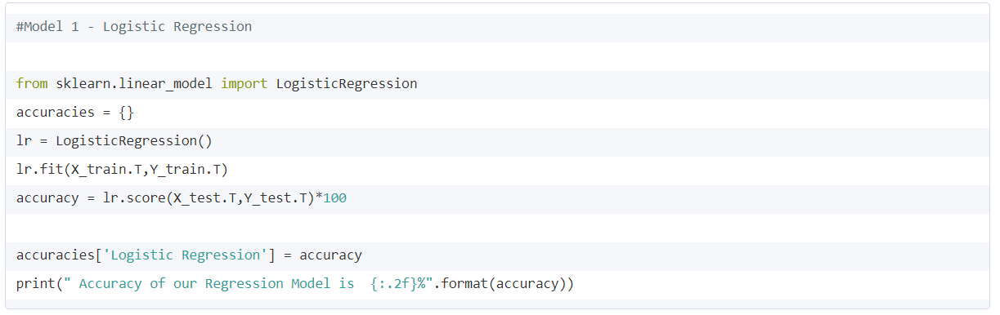 #Model 1 - Logistic Regression
from sklearn.linear_model import LogisticRegression
accuracies = {}
lr = LogisticRegression()
lr.fit(X_train.T,Y_train.T)
accuracy = lr.score(X_test.T,Y_test.T)*100
accuracies['Logistic Regression'] = accuracy
print(" Accuracy of our Regression Model is  {:.2f}%".format(accuracy))